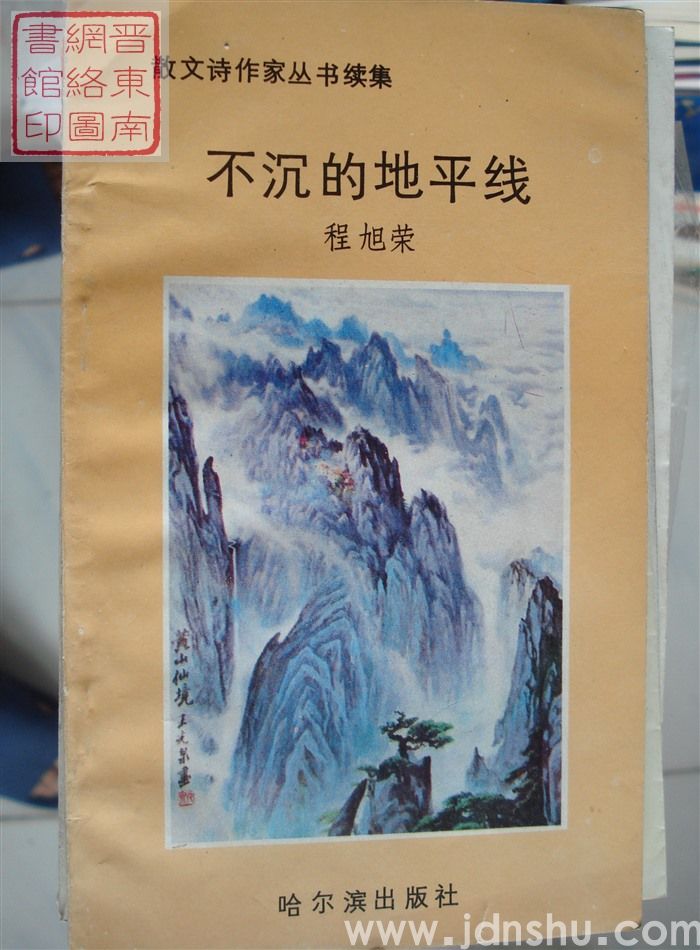 晋東南
網絡圖
書館印
散文诗作家丛书续集
不沉的地平线
程旭荣
黄山仙境
哈尔滨出版社
www.jdnshu.com